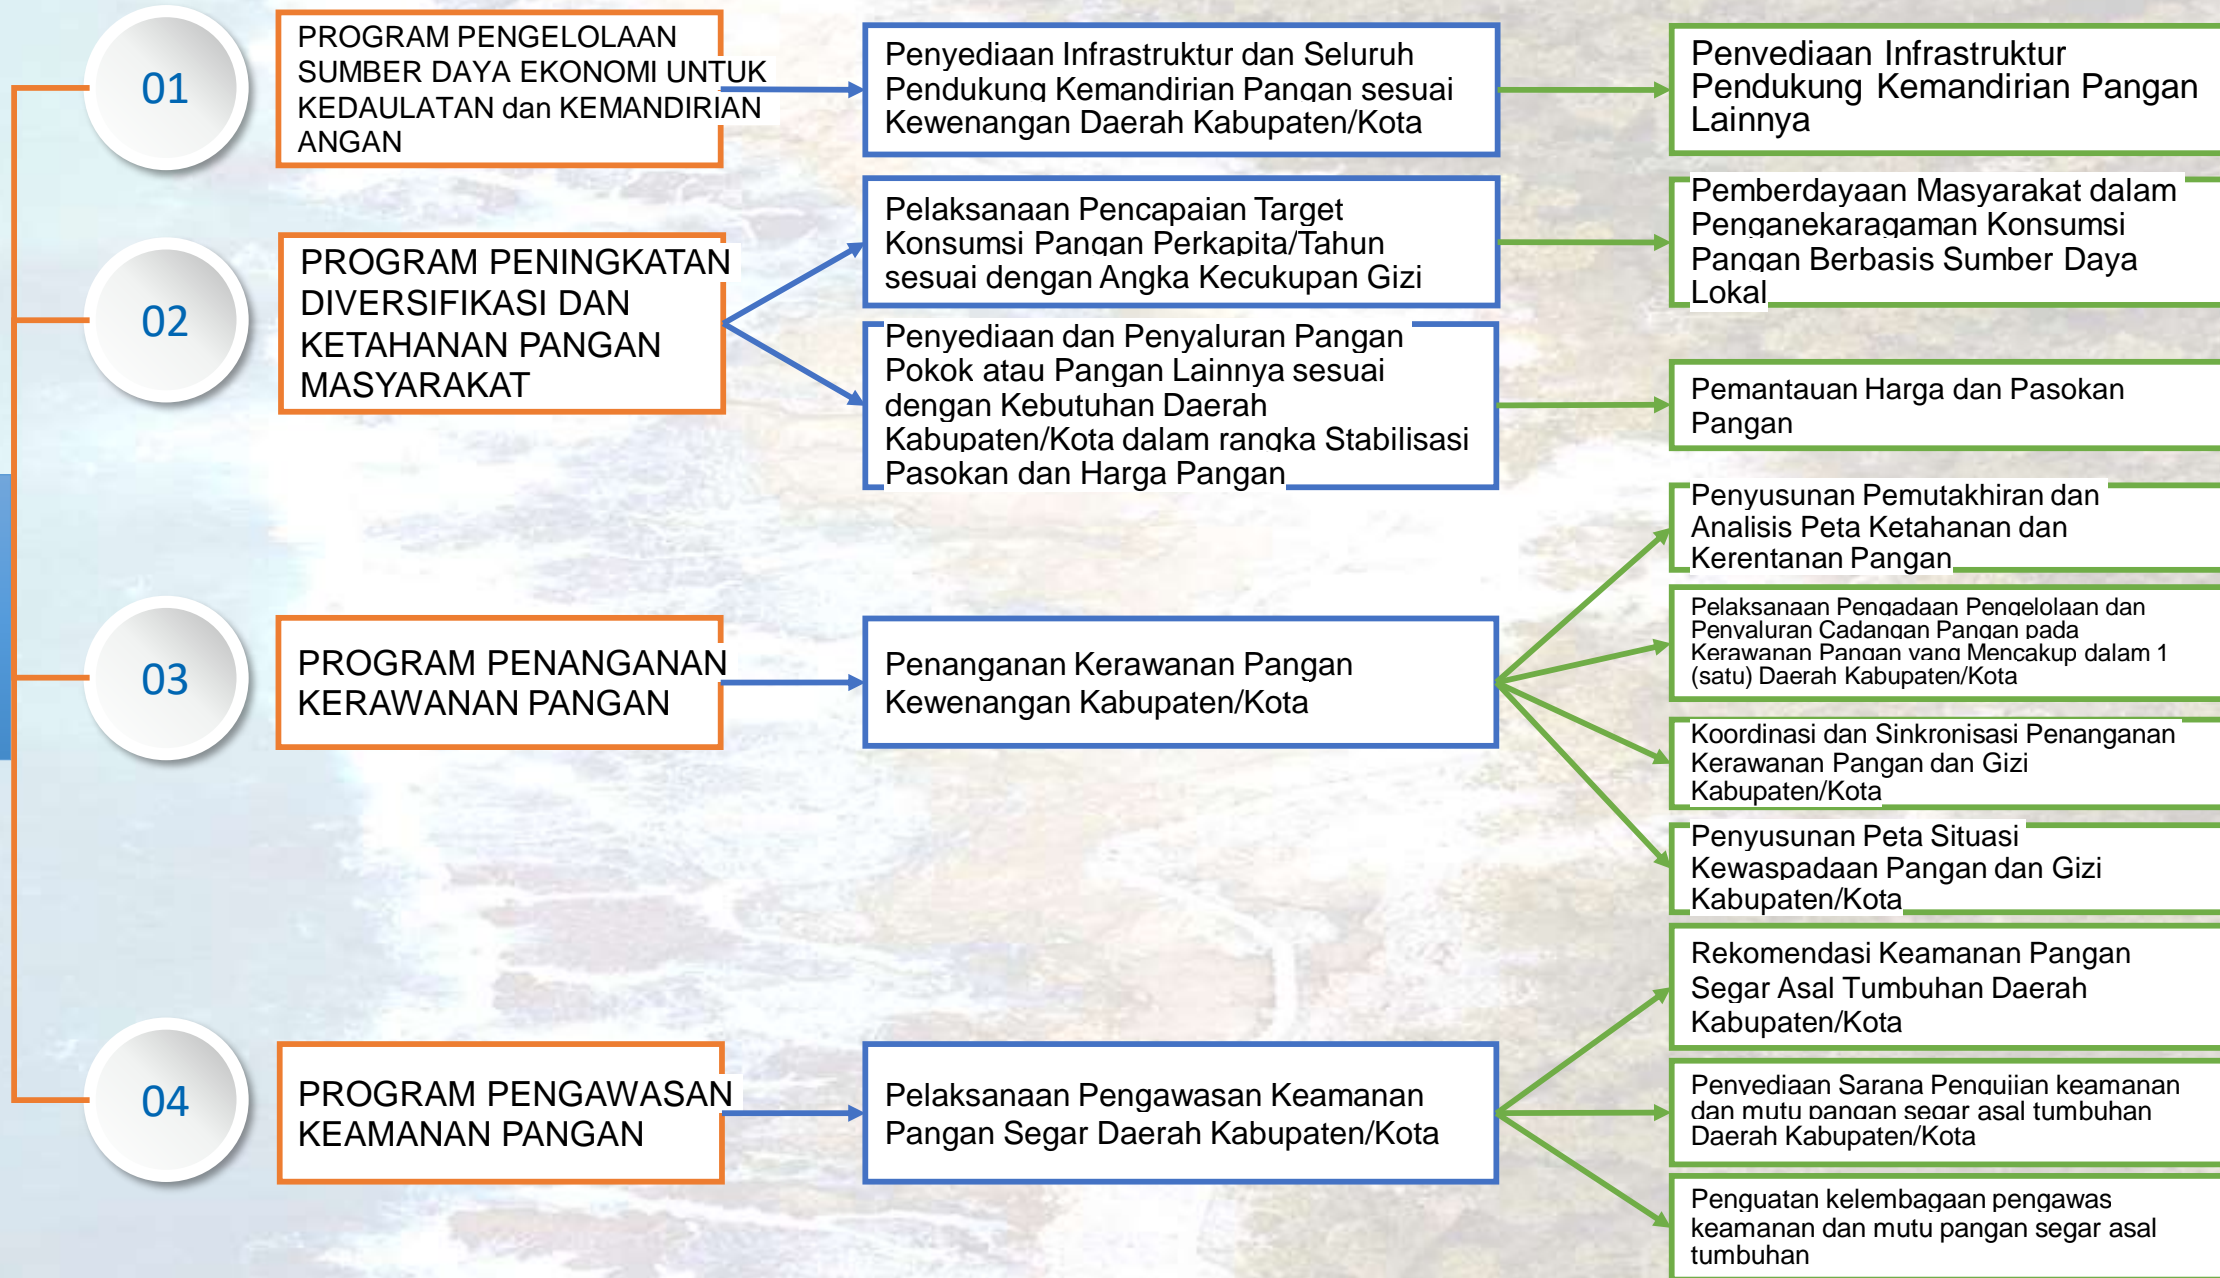 01
PROGRAM PENGELOLAAN
SUMBER DAYA EKONOMI UNTUK
KEDAULATAN dan KEMANDIRIAN
ANGAN
Penyediaan Infrastruktur dan Seluruh
Pendukung Kemandirian Pangan sesuai
Kewenangan Daerah Kabupaten/Kota
Penyediaan Infrastruktur
Pendukung Kemandirian Pangan
Lainnya
02
PROGRAM PENINGKATAN
DIVERSIFIKASI DAN
KETAHANAN PANGAN
MASYARAKAT
Pelaksanaan Pencapaian Target
Konsumsi Pangan Perkapita/Tahun
sesuai dengan Angka Kecukupan Gizi
Pemberdayaan Masyarakat dalam
Penganekaragaman Konsumsi
Pangan Berbasis Sumber Daya
Lokal
Penyediaan dan Penyaluran Pangan
Pokok atau Pangan Lainnya sesuai
dengan Kebutuhan Daerah
Kabupaten/Kota dalam rangka Stabilisasi
Pasokan dan Harga Pangan
Pemantauan Harga dan Pasokan
Pangan
03
PROGRAM PENANGANAN
KERAWANAN PANGAN
Penanganan Kerawanan Pangan
Kewenangan Kabupaten/Kota
Penyusunan Pemutakhiran dan
Analisis Peta Ketahanan dan
Kerentanan Pangan
Pelaksanaan Pengadaan Pengelolaan dan
Penyaluran Cadangan Pangan pada
Kerawanan Pangan yang Mencakup dalam 1
(satu) Daerah Kabupaten/Kota
Koordinasi dan Sinkronisasi Penanganan
Kerawanan Pangan dan Gizi
Kabupaten/Kota
Penyusunan Peta Situasi
Kewaspadaan Pangan dan Gizi
Kabupaten/Kota
04
PROGRAM PENGAWASAN
KEAMANAN PANGAN
Pelaksanaan Pengawasan Keamanan
Pangan Segar Daerah Kabupaten/Kota
Rekomendasi Keamanan Pangan
Segar Asal Tumbuhan Daerah
Kabupaten/Kota
Penyediaan Sarana Pengujian keamanan
dan mutu pangan segar asal tumbuhan
Daerah Kabupaten/Kota
Penguatan kelembagaan pengawas
keamanan dan mutu pangan segar asal
tumbuhan